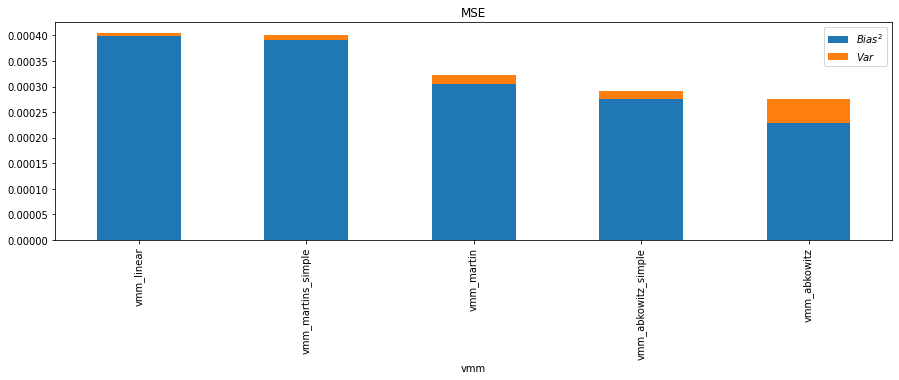 MSE
0.00040
0.00035
0.00030
0.00025
0.00020
0.00015
0.00010
0.00005
0.00000
Bias²
Var
vmm_linear
vmm_martins_simple
vmm_martin
vmm_abkowitz_simple
vmm_abkowitz
vmm